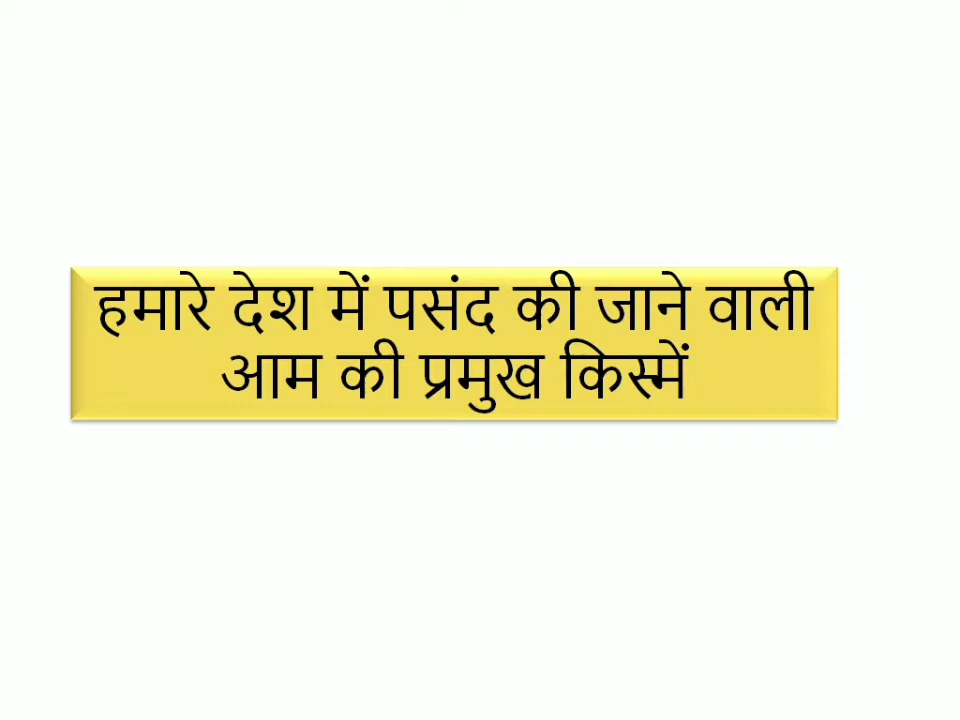 हमारे देश में पसंद की जाने वाली
आम की प्रमुख किस्में